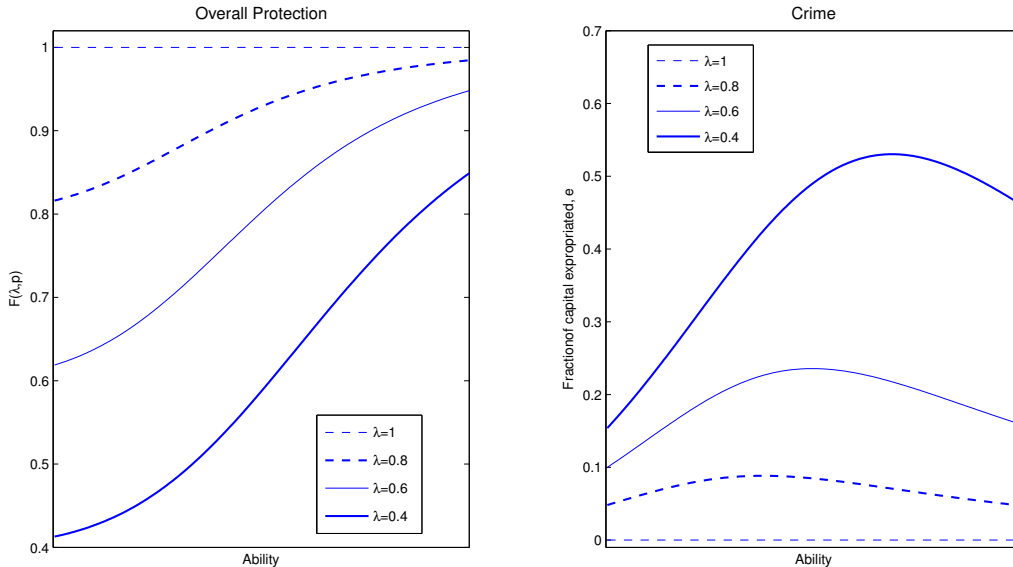 Overall Protection
F(λ,p)
1
0.9
0.8
0.7
0.6
0.5
0.4
λ=1
λ=0.8
λ=0.6
λ=0.4
Ability
Crime
Fractionof capital expropriated, e
0.7
0.6
0.5
0.4
0.3
0.2
0.1
0
λ=1
λ=0.8
λ=0.6
λ=0.4
Ability